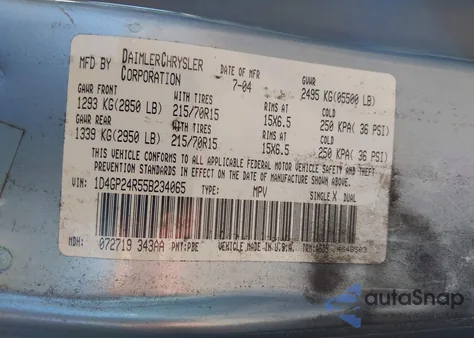 MFD BY DAIMLERCHRYSLER CORPORATION DATE OF MFR 7-04 GVWR 2495 KG(05500 LB)
GAWR FRONT WITH TIRES RIMS AT COLD
1293 KG(2850 LB) 215/70R15 15X6.5 250 KPA( 36 PSI)
GAWR REAR WITH TIRES RIMS AT COLD
1339 KG(2950 LB) 215/70R15 15X6.5 250 KPA( 36 PSI)
THIS VEHICLE CONFORMS TO ALL APPLICABLE FEDERAL MOTOR VEHICLE SAFETY, BUMPER, AND THEFT
PREVENTION STANDARDS IN EFFECT ON THE DATE OF MANUFACTURE SHOWN ABOVE.
VIN: 1D4GP24R55B234065 TYPE: MPV SINGLE X DUAL
MDH: 072719 343AA PNT:PBE VEHICLE MADE IN U.S.A.
autoSnap